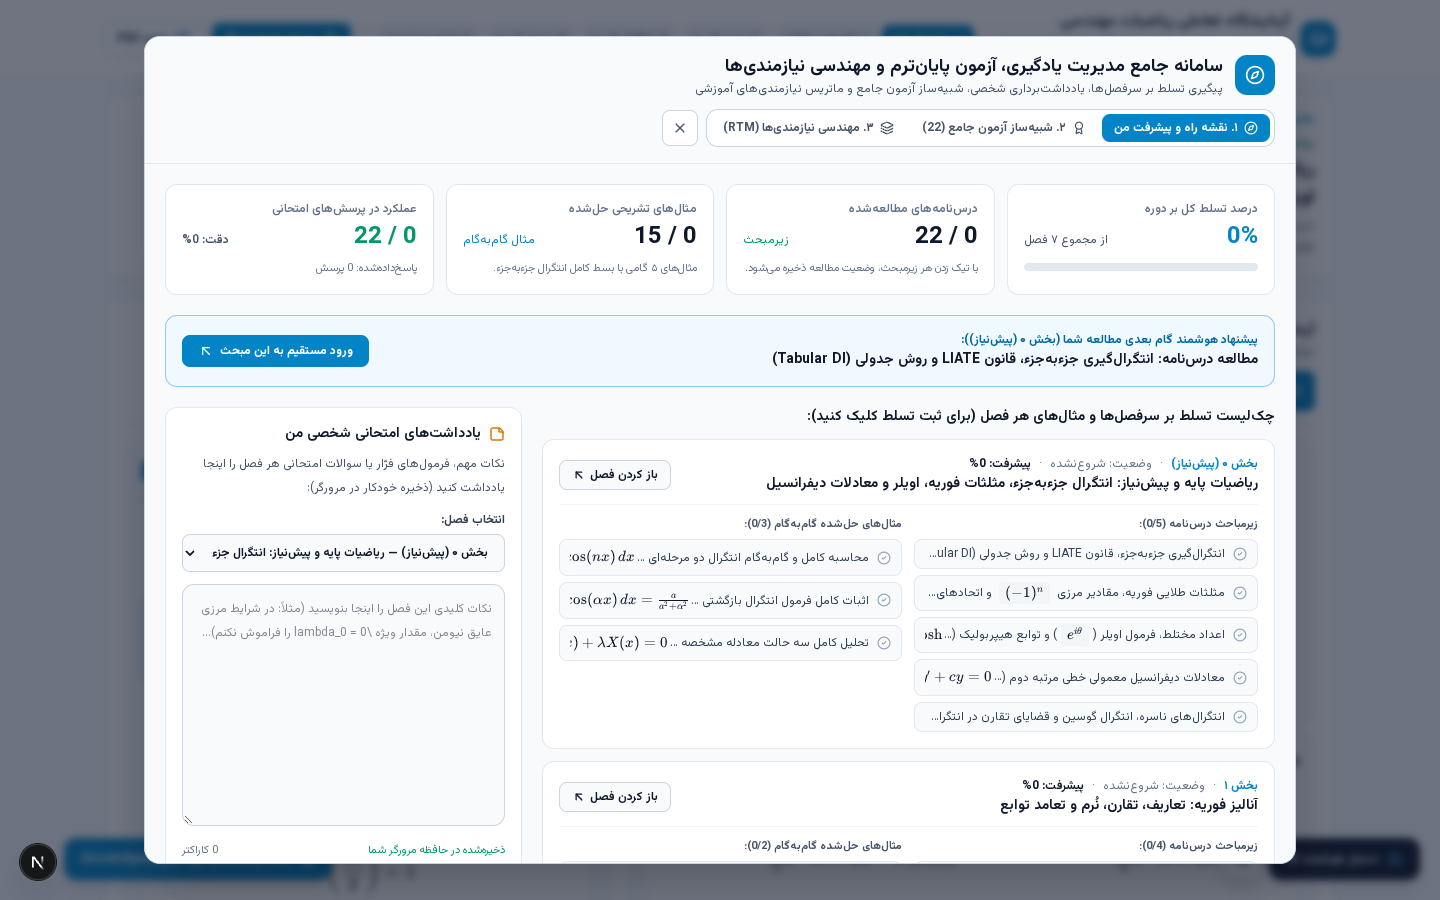 سامانه جامع مدیریت یادگیری، آزمون پایان‌ترم و مهندسی نیازمندی‌ها
پیگیری تسلط بر سرفصل‌ها، یادداشت‌برداری شخصی، شبیه‌ساز آزمون جامع و ماتریس نیازمندی‌های آموزشی
۱. نقشه راه و پیشرفت من
۲. شبیه‌ساز آزمون جامع (22)
۳. مهندسی نیازمندی‌ها (RTM)
درصد تسلط کل بر دوره
0%
از مجموع ۷ فصل
درس‌نامه‌های مطالعه‌شده
0 / 22
زیرمبحث
با تیک زدن هر زیرمبحث، وضعیت مطالعه ذخیره می‌شود.
مثال‌های تشریحی حل‌شده
0 / 15
مثال گام‌به‌گام
مثال‌های ۵ گامی با بسط کامل انتگرال جزءبه‌جزء.
عملکرد در پرسش‌های امتحانی
0 / 22
دقت: 0%
پاسخ‌داده‌شده: 0 پرسش
پیشنهاد هوشمند گام بعدی مطالعه شما (بخش ۰ (پیش‌نیاز)):
مطالعه درس‌نامه: انتگرال‌گیری جزءبه‌جزء، قانون LIATE و روش جدولی (Tabular DI)
ورود مستقیم به این مبحث
چک‌لیست تسلط بر سرفصل‌ها و مثال‌های هر فصل (برای ثبت تسلط کلیک کنید):
بخش ۰ (پیش‌نیاز) · وضعیت: شروع‌نشده · پیشرفت: 0%
ریاضیات پایه و پیش‌نیاز: انتگرال جزءبه‌جزء، مثلثات فوریه، اویلر و معادلات دیفرانسیل
باز کردن فصل
زیرمباحث درس‌نامه (0/5):
انتگرال‌گیری جزءبه‌جزء، قانون LIATE و روش جدولی (ular DI...
مثلثات طلایی فوریه، مقادیر مرزی (−1)^n و اتحادهای...
اعداد مختلط، فرمول اویلر ( e^{iθ} ) و توابع هیپربولیک (...osh
معادلات دیفرانسیل معمولی خطی مرتبه دوم (... + cy = 0
انتگرال‌های ناسره، انتگرال گوسین و قضایای تقارن در انتگرا...
مثال‌های حل‌شده گام‌به‌گام (0/3):
محاسبه کامل و گام‌به‌گام انتگرال دو مرحله‌ای ... cos(nx) dx
اثبات کامل فرمول انتگرال بازگشتی ... cos(αx) dx = a/(a²+α²)
تحلیل کامل سه حالت معادله مشخصه ... ) + λX(x) = 0
بخش ۱ · وضعیت: شروع‌نشده · پیشرفت: 0%
آنالیز فوریه: تعاریف، تقارن، نُرم و تعامد توابع
باز کردن فصل
زیرمباحث درس‌نامه (0/4):
مثال‌های حل‌شده گام‌به‌گام (0/2):
یادداشت‌های امتحانی شخصی من
نکات مهم، فرمول‌های فرّار یا سوالات امتحانی هر فصل را اینجا
یادداشت کنید (ذخیره خودکار در مرورگر):
انتخاب فصل:
بخش ۰ (پیش‌نیاز) — ریاضیات پایه و پیش‌نیاز: انتگرال جزء
نکات کلیدی این فصل را اینجا بنویسید (مثلاً: در شرایط مرزی
عایق نیومن، مقدار ویژه \lambda_0 = 0 را فراموش نکنم)...
ذخیره‌شده در حافظه مرورگر شما
0 کاراکتر
N